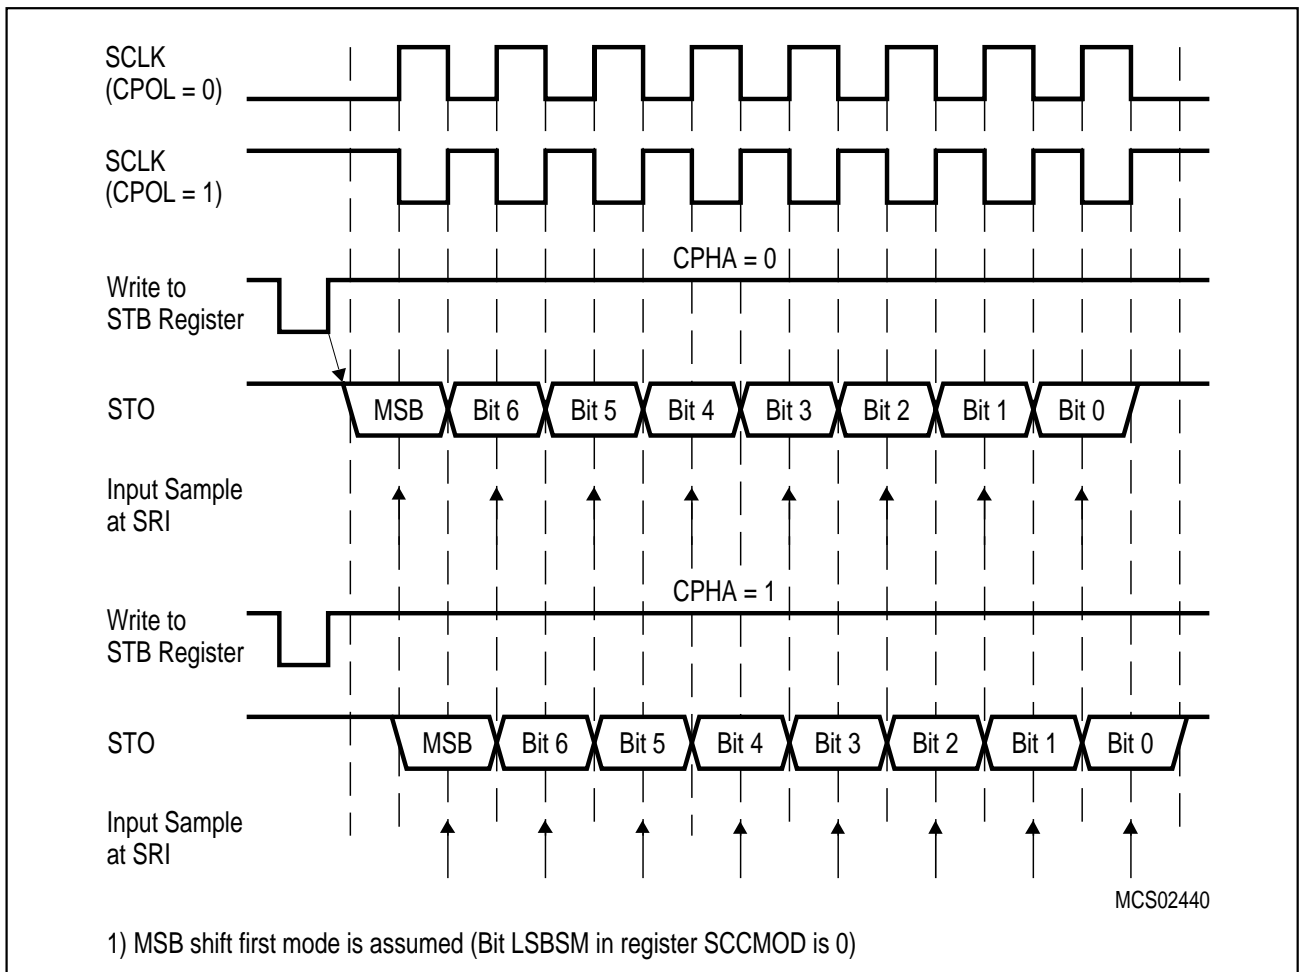 SCLK
(CPOL = 0)
SCLK
(CPOL = 1)
CPHA = 0
Write to
STB Register
STO
MSB Bit 6 Bit 5 Bit 4 Bit 3 Bit 2 Bit 1 Bit 0
Input Sample
at SRI
CPHA = 1
Write to
STB Register
STO
MSB Bit 6 Bit 5 Bit 4 Bit 3 Bit 2 Bit 1 Bit 0
Input Sample
at SRI
MCS02440
1) MSB shift first mode is assumed (Bit LSBSM in register SCCMOD is 0)